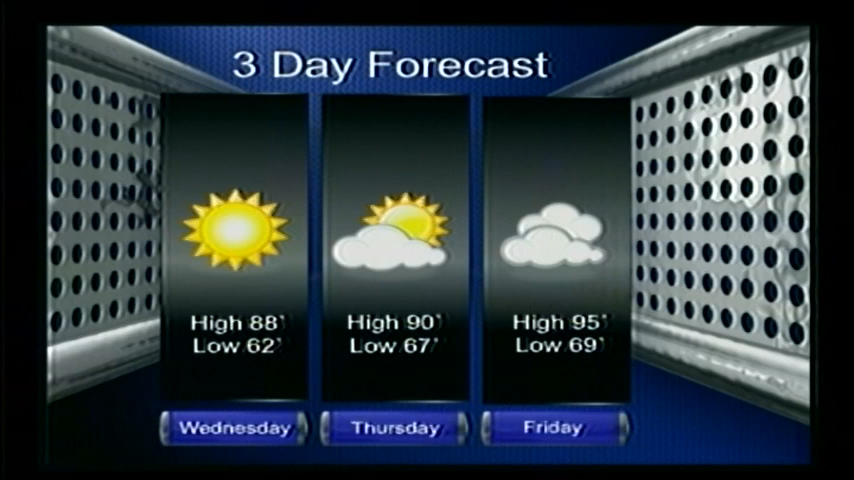 3 Day Forecast
High 88°
Low 62°
High 90°
Low 67°
High 95°
Low 69°
Wednesday
Thursday
Friday